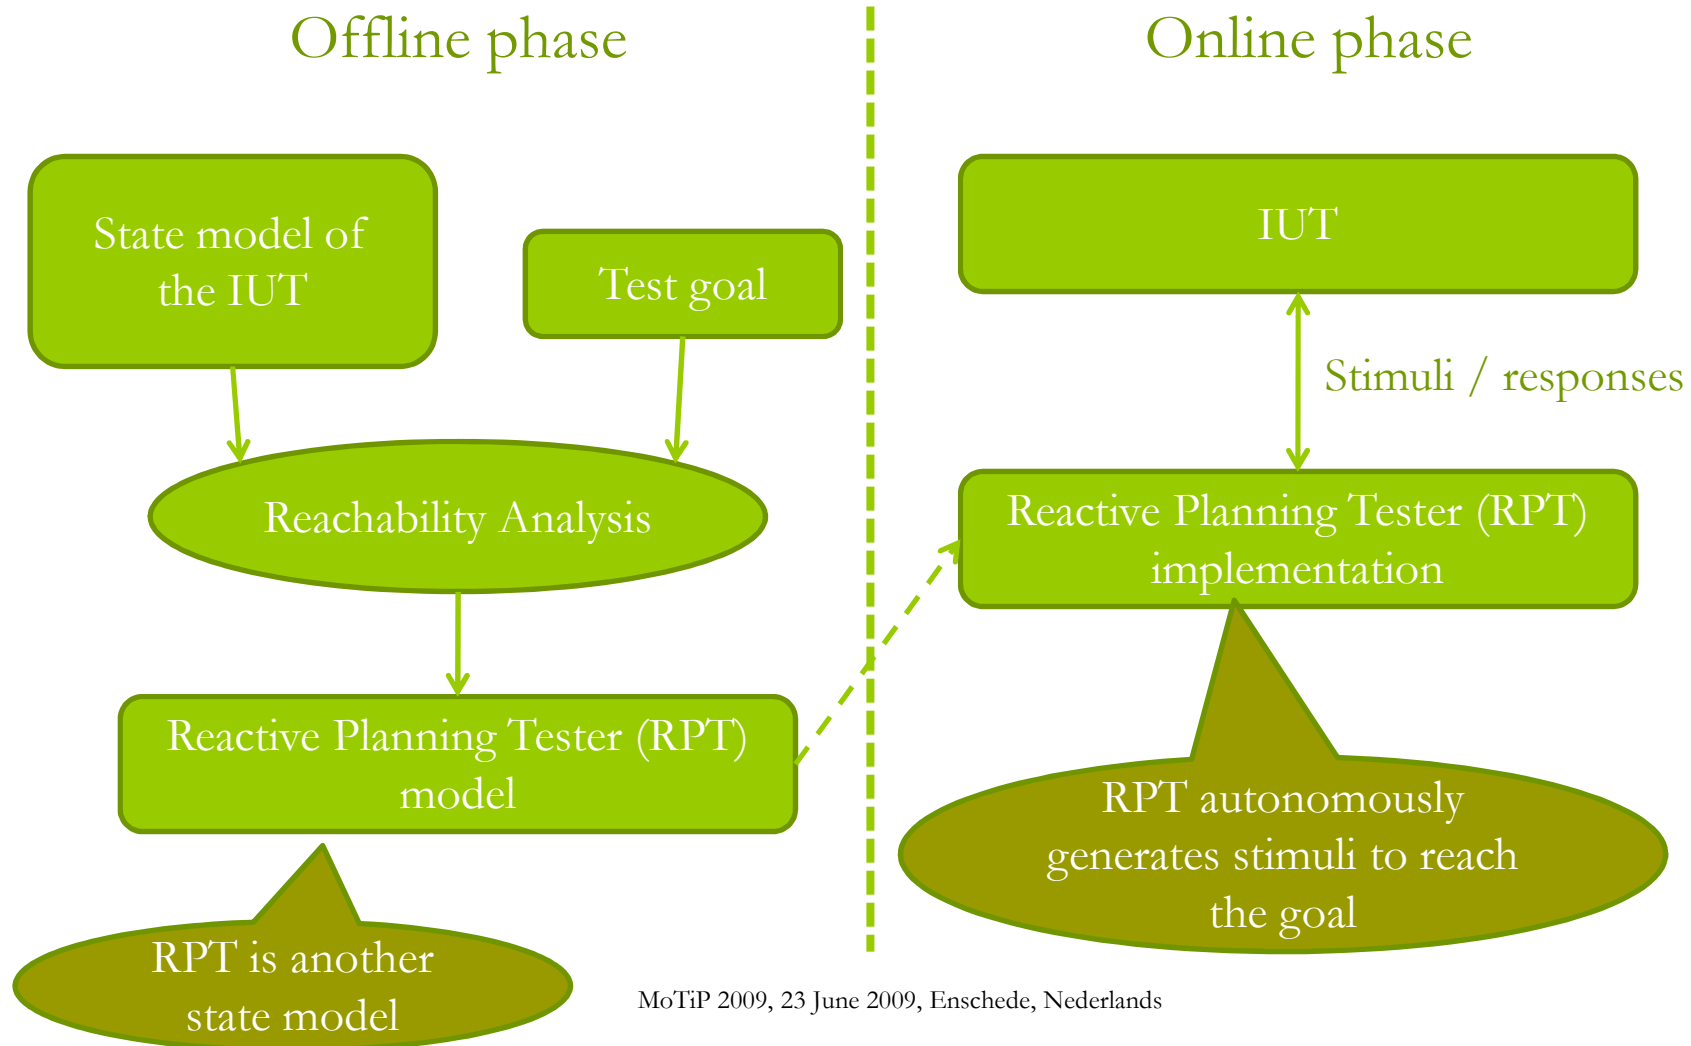 Offline phase
State model of
the IUT
Test goal
Reachability Analysis
Reactive Planning Tester (RPT)
model
RPT is another
state model
Online phase
IUT
Stimuli / responses
Reactive Planning Tester (RPT)
implementation
RPT autonomously
generates stimuli to reach
the goal
MoTiP 2009, 23 June 2009, Enschede, Nederlands